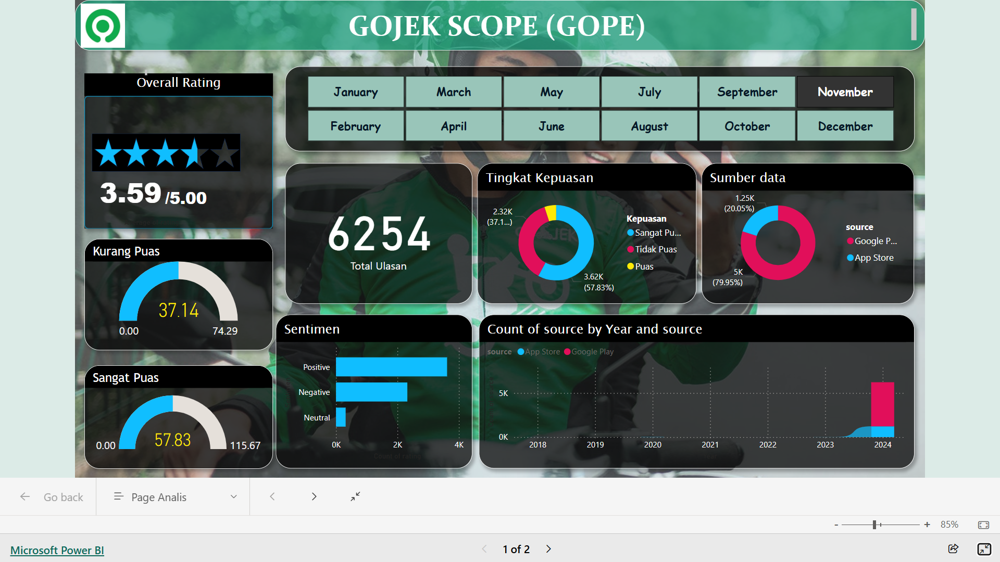 GOJEK SCOPE (GOPE)
Overall Rating
3.59 /5.00
January
March
May
July
September
November
February
April
June
August
October
December
6254
Total Ulasan
Tingkat Kepuasan
2.32K
(37.1...)
3.62K
(57.83%)
Kepuasan
Sangat Pu...
Tidak Puas
Puas
Sumber data
1.25K
(20.05%)
5K
(79.95%)
source
Google P...
App Store
Kurang Puas
37.14
0.00
74.29
Sangat Puas
57.83
0.00
115.67
Sentimen
Positive
Negative
Neutral
0K
2K
4K
Count of rating
Count of source by Year and source
source App Store Google Play
5K
0K
2018
2019
2020
2021
2022
2023
2024
Go back
Page Analis
- + 85%
Microsoft Power BI
1 of 2